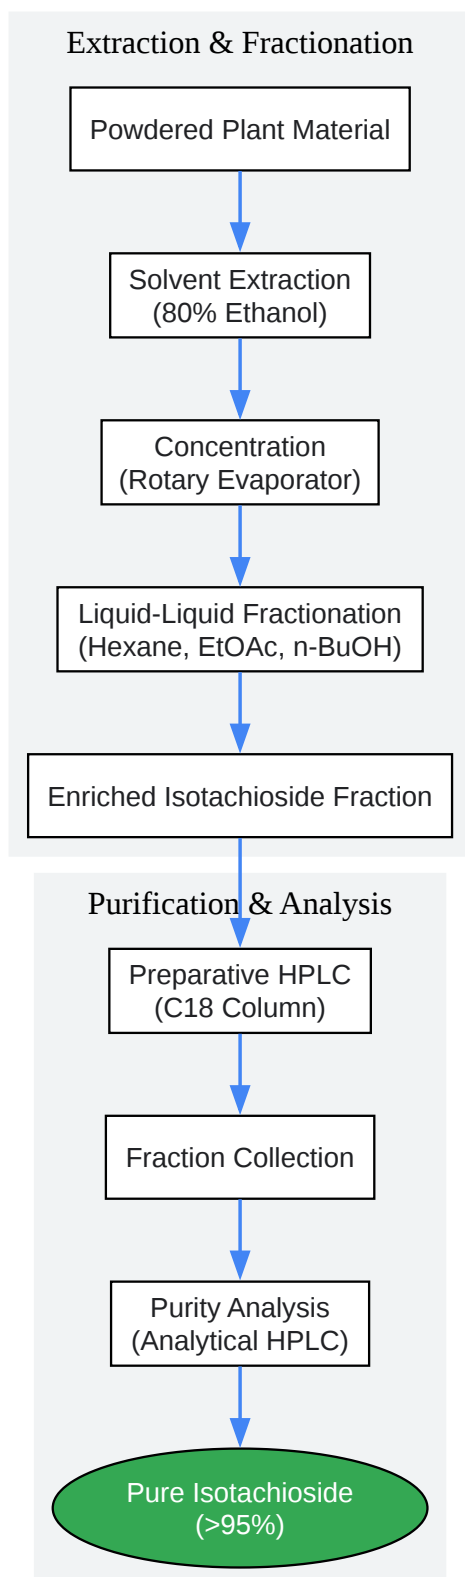 Extraction & Fractionation
Powdered Plant Material
Solvent Extraction
(80% Ethanol)
Concentration
(Rotary Evaporator)
Liquid-Liquid Fractionation
(Hexane, EtOAc, n-BuOH)
Enriched Isotachioside Fraction
Purification & Analysis
Preparative HPLC
(C18 Column)
Fraction Collection
Purity Analysis
(Analytical HPLC)
Pure Isotachioside
(>95%)